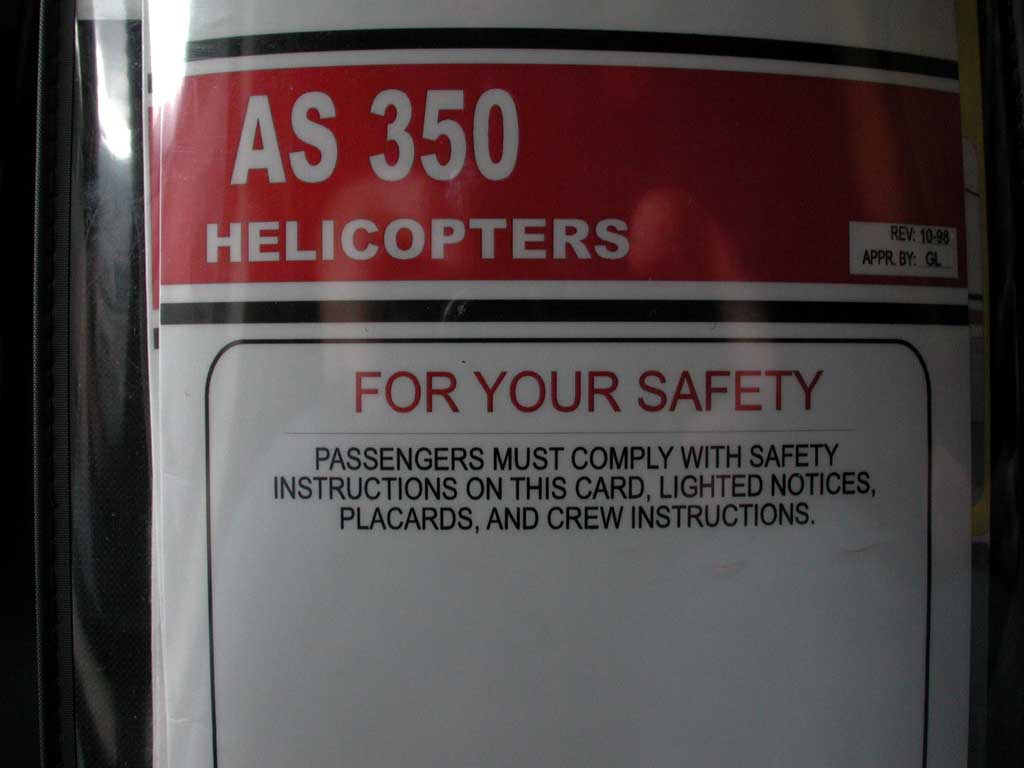 AS 350
HELICOPTERS
REV: 10-98
APPR. BY: GL
FOR YOUR SAFETY
PASSENGERS MUST COMPLY WITH SAFETY
INSTRUCTIONS ON THIS CARD, LIGHTED NOTICES,
PLACARDS, AND CREW INSTRUCTIONS.